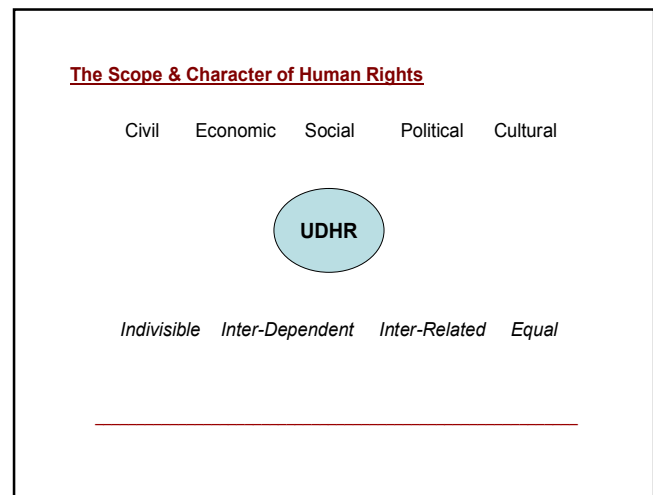 The Scope & Character of Human Rights
Civil Economic Social Political Cultural
UDHR
Indivisible Inter-Dependent Inter-Related Equal